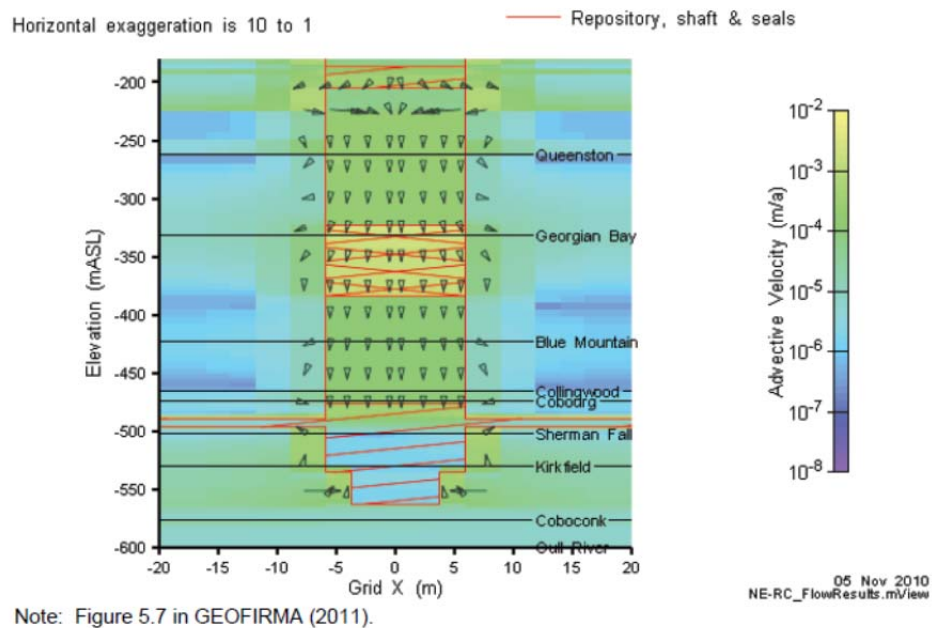 Horizontal exaggeration is 10 to 1
Repository, shaft & seals
-200
-250
-300
-350
-400
-450
-500
-550
-600
Elevation (mASL)
Queenston
Georgian Bay
Blue Mountain
Collingwood
Cobourg
Sherman Fall
Kirkfield
Coboconk
Gull River
-20
-15
-10
-5
0
5
10
15
20
Grid X (m)
10-2
10-3
10-4
10-5
10-6
10-7
10-8
Advective Velocity (m/a)
05 Nov 2010
NE-RC_FlowResults.mView
Note: Figure 5.7 in GEOFIRMA (2011).